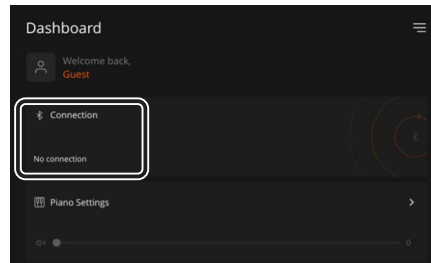 Dashboard
Welcome back,
Guest
Connection
No connection
Piano Settings
0